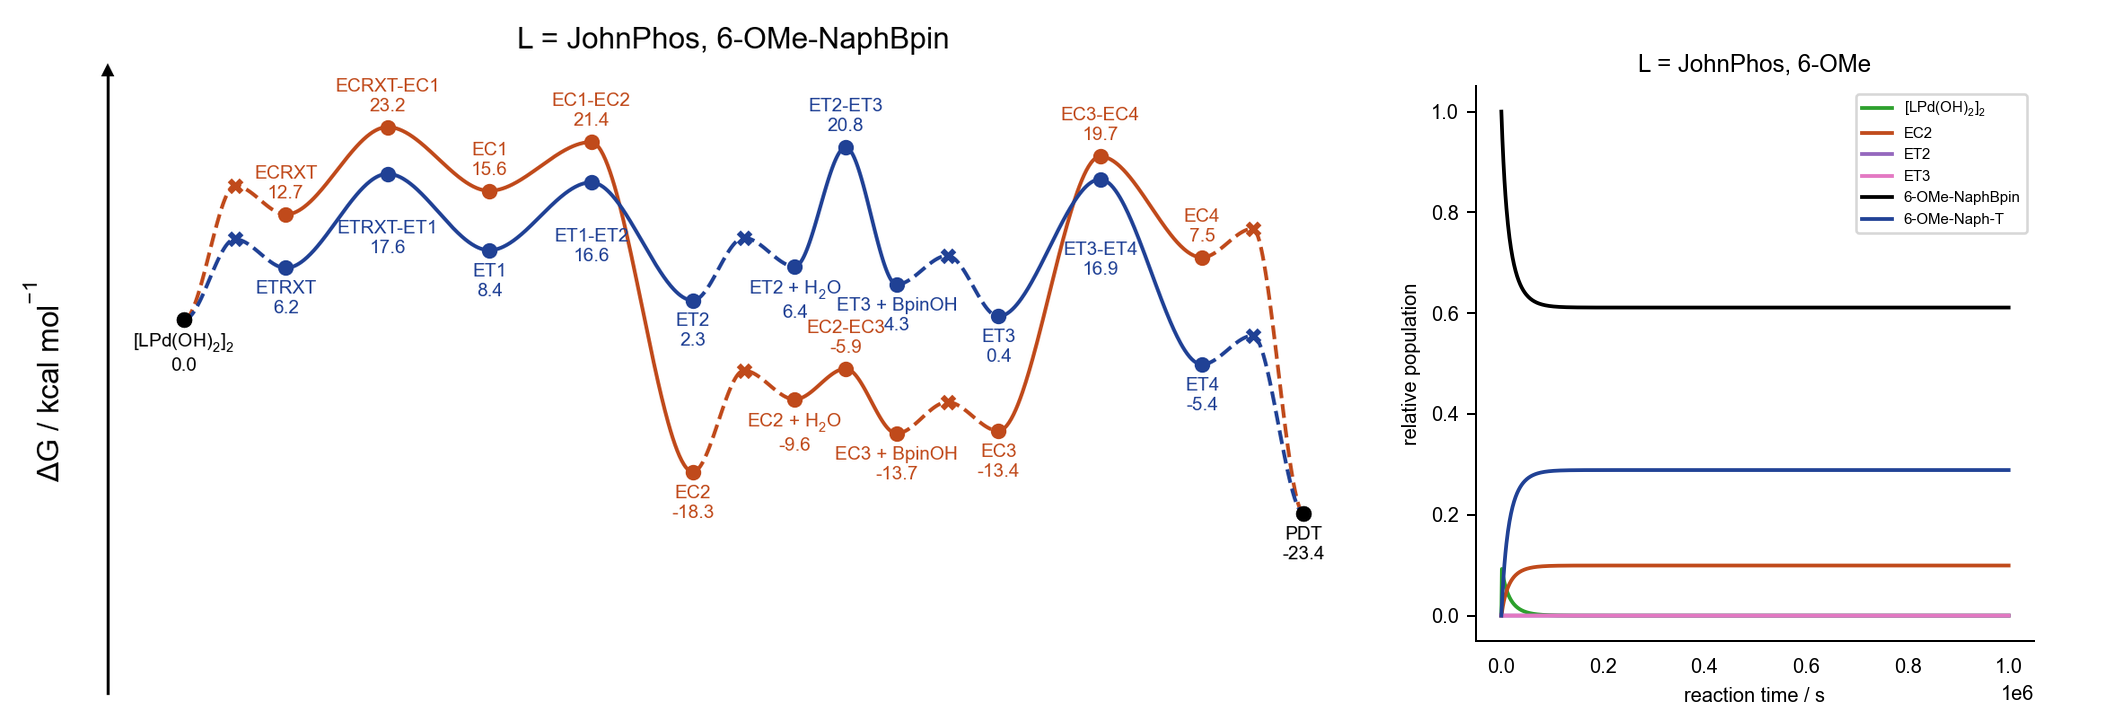 L = JohnPhos, 6-OMe-NaphBpin
ΔG / kcal mol⁻¹
ECRXT-EC1
23.2
EC1-EC2
21.4
ET2-ET3
20.8
EC3-EC4
19.7
ECRXT
12.7
EC1
15.6
ETRXT-ET1
17.6
ET1-ET2
16.6
ET3-ET4
16.9
EC4
7.5
ETRXT
6.2
ET1
8.4
ET2 + H₂O
6.4
ET3 + BpinOH
4.3
[LPd(OH)₂]₂
0.0
ET2
2.3
EC2-EC3
-5.9
ET3
0.4
ET4
-5.4
EC2 + H₂O
-9.6
EC3 + BpinOH
-13.7
EC3
-13.4
EC2
-18.3
PDT
-23.4
L = JohnPhos, 6-OMe
[LPd(OH)₂]₂
EC2
ET2
ET3
6-OMe-NaphBpin
6-OMe-Naph-T
relative population
1.0
0.8
0.6
0.4
0.2
0.0
0.0 0.2 0.4 0.6 0.8 1.0
1e6
reaction time / s